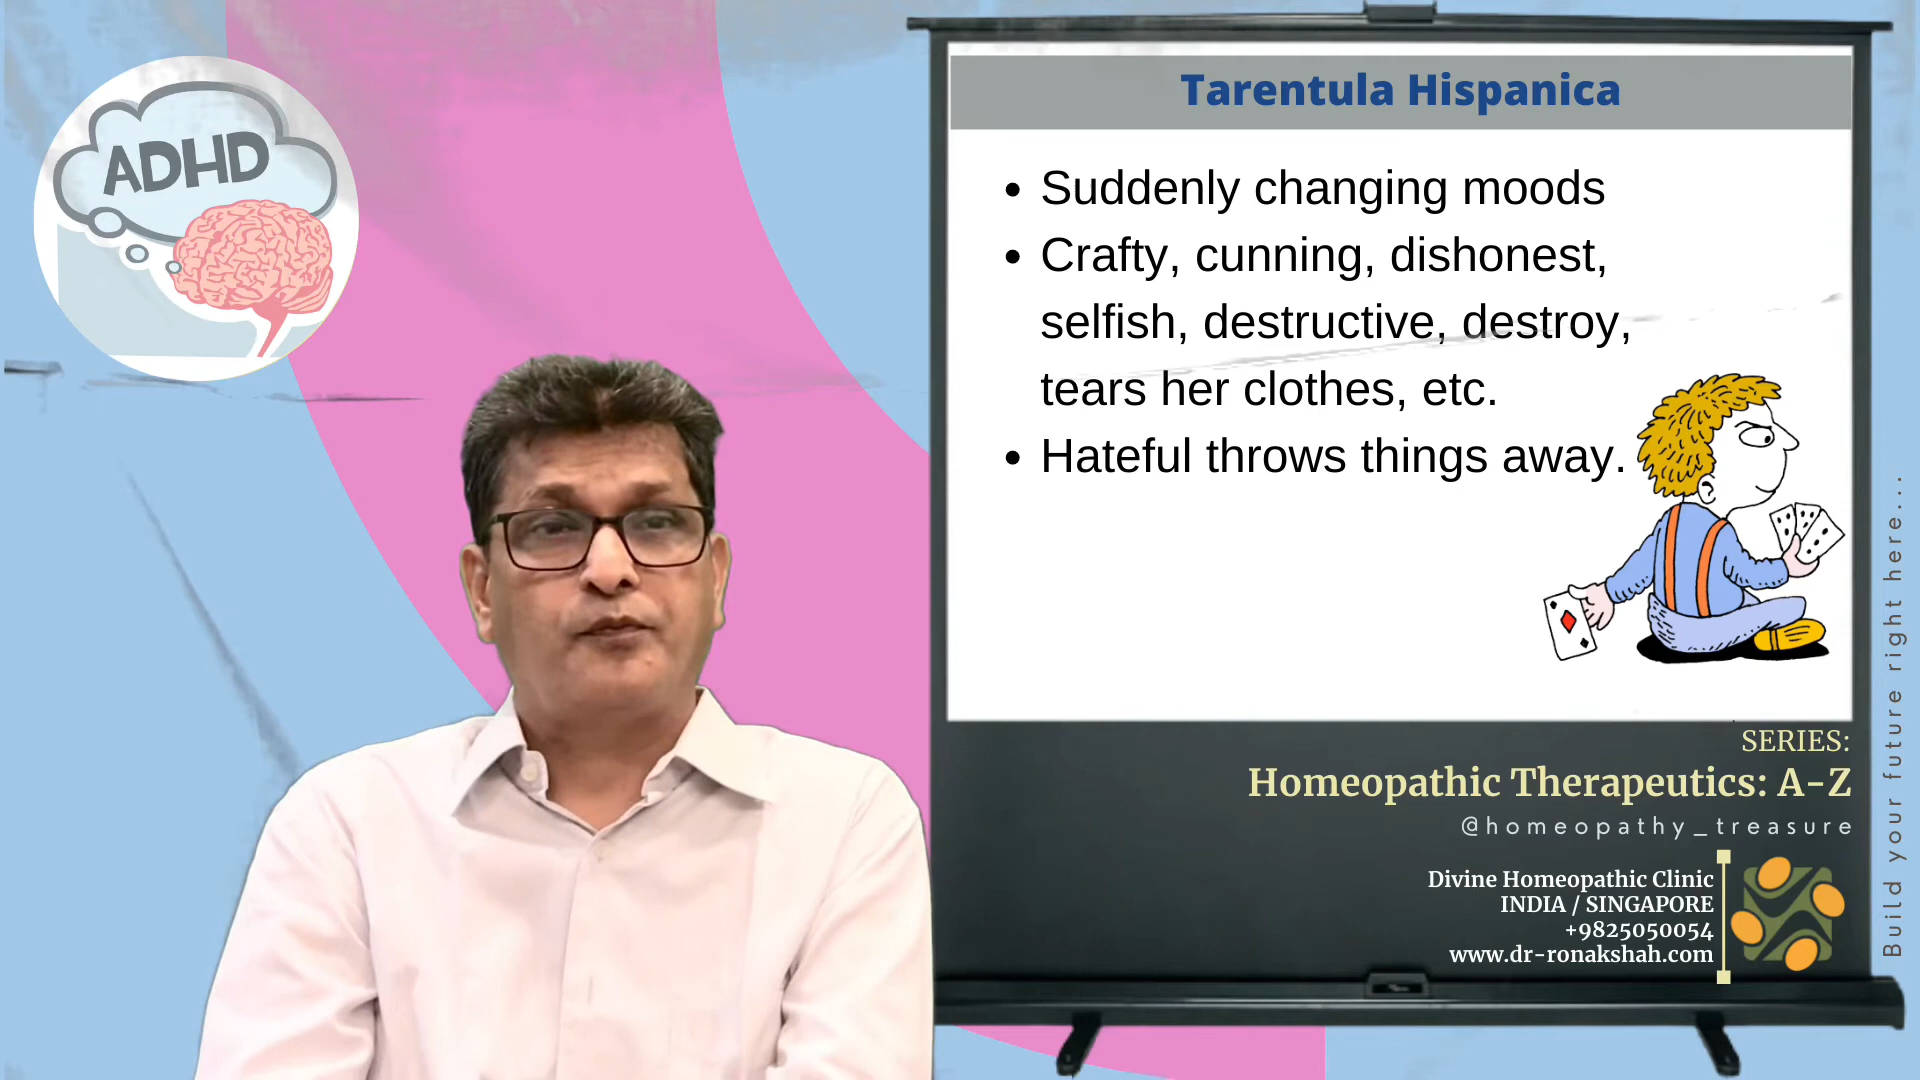 ADHD
Tarentula Hispanica
• Suddenly changing moods
• Crafty, cunning, dishonest,
selfish, destructive, destroy,
tears her clothes, etc.
• Hateful throws things away.
SERIES:
Homeopathic Therapeutics: A-Z
@homeopathy_treasure
Divine Homeopathic Clinic
INDIA / SINGAPORE
+9825050054
www.dr-ronakshah.com
Build your future right here...